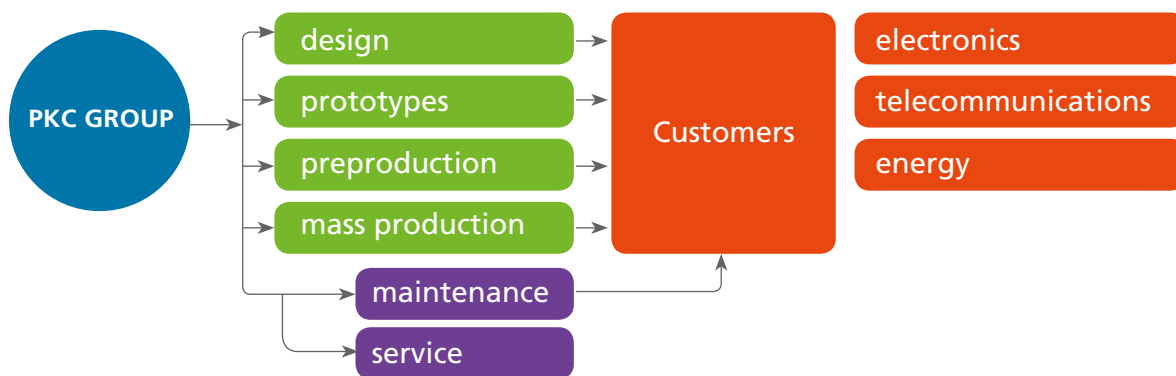 PKC GROUP
design
prototypes
preproduction
mass production
maintenance
service
Customers
electronics
telecommunications
energy